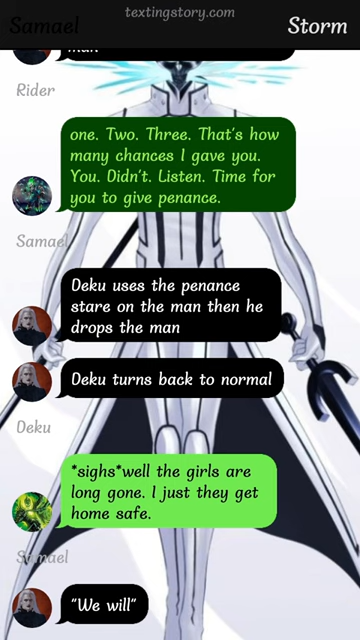 textingstory.com
Samael
Storm
man
Rider
one. Two. Three. That's how
many chances I gave you.
You. Didn't. Listen. Time for
you to give penance.
Samael
Deku uses the penance
stare on the man then he
drops the man
Deku turns back to normal
Deku
*sighs*well the girls are
long gone. I just they get
home safe.
Samael
"We will"